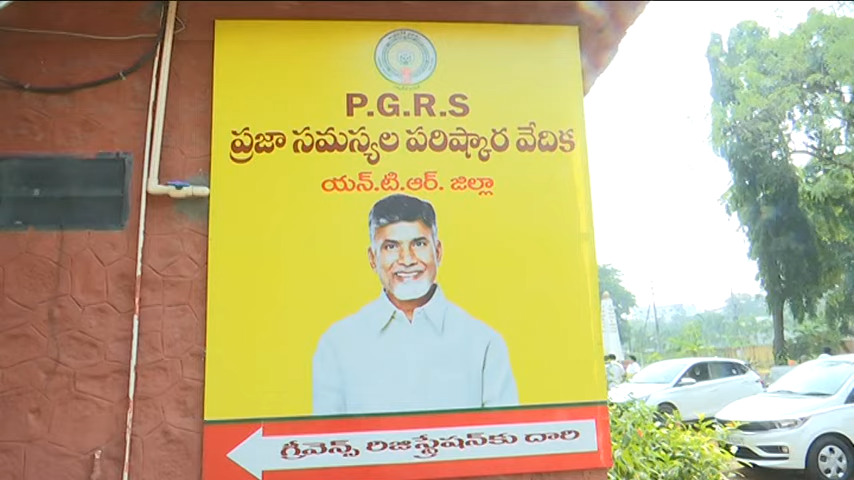 P.G.R.S
ప్రజా సమస్యల పరిష్కార వేదిక
యన్.టి.ఆర్. జిల్లా
గ్రీవెన్స్ రిజిస్ట్రేషన్‌కు దారి